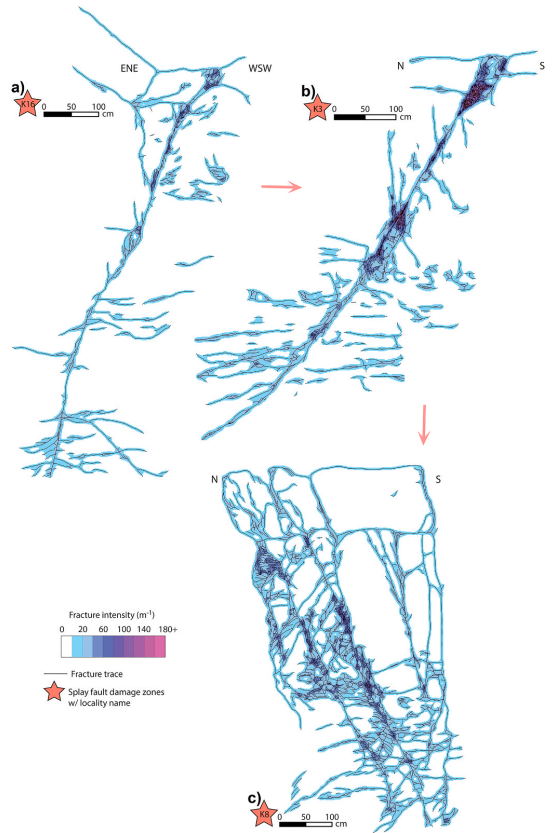 ENE
WSW
a)
K16
0 50 100
cm
N
S
b)
K3
0 50 100
cm
N
S
Fracture intensity (m-1)
0 20 60 100 140 180+
Fracture trace
Splay fault damage zones
w/ locality name
c)
K8
0 50 100
cm